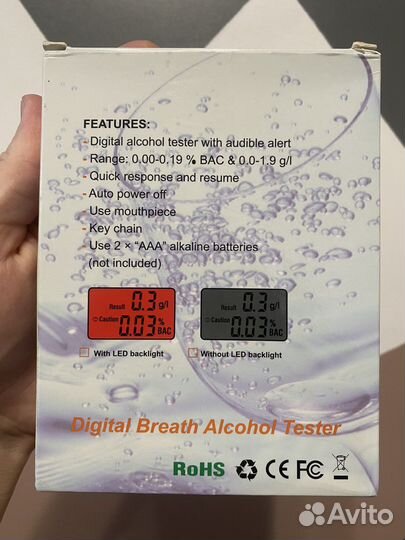 FEATURES:
- Digital alcohol tester with audible alert
- Range: 0.00-0.19 % BAC & 0.0-1.9 g/l
- Quick response and resume
- Auto power off
- Use mouthpiece
- Key chain
- Use 2 × “AAA” alkaline batteries
(not included)
Result 0.3 g/l
Caution 0.03 % BAC
Result 0.3 g/l
Caution 0.03 % BAC
With LED backlight
Without LED backlight
Digital Breath Alcohol Tester
RoHS CE FC
Avito